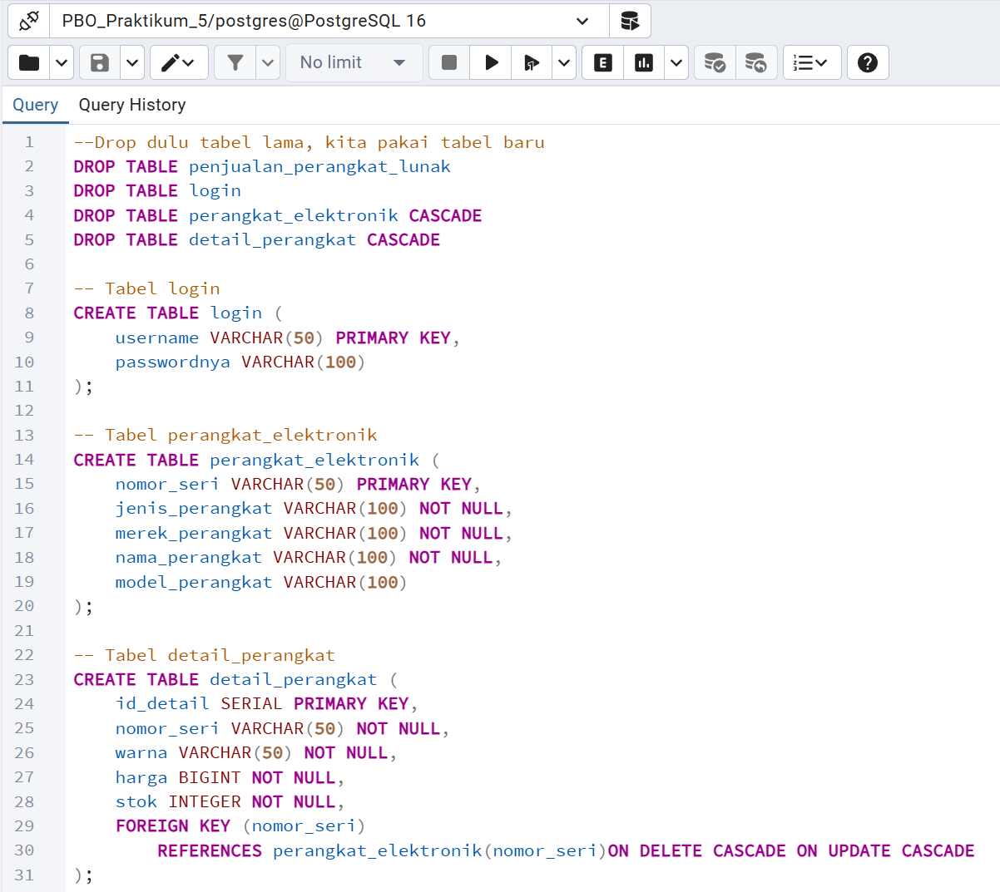 PBO_Praktikum_5/postgres@PostgreSQL 16
No limit
E
Query Query History
1 --Drop dulu tabel lama, kita pakai tabel baru
2 DROP TABLE penjualan_perangkat_lunak
3 DROP TABLE login
4 DROP TABLE perangkat_elektronik CASCADE
5 DROP TABLE detail_perangkat CASCADE
6
7 -- Tabel login
8 CREATE TABLE login (
9 username VARCHAR(50) PRIMARY KEY,
10 passwordnya VARCHAR(100)
11 );
12
13 -- Tabel perangkat_elektronik
14 CREATE TABLE perangkat_elektronik (
15 nomor_seri VARCHAR(50) PRIMARY KEY,
16 jenis_perangkat VARCHAR(100) NOT NULL,
17 merek_perangkat VARCHAR(100) NOT NULL,
18 nama_perangkat VARCHAR(100) NOT NULL,
19 model_perangkat VARCHAR(100)
20 );
21
22 -- Tabel detail_perangkat
23 CREATE TABLE detail_perangkat (
24 id_detail SERIAL PRIMARY KEY,
25 nomor_seri VARCHAR(50) NOT NULL,
26 warna VARCHAR(50) NOT NULL,
27 harga BIGINT NOT NULL,
28 stok INTEGER NOT NULL,
29 FOREIGN KEY (nomor_seri)
30 REFERENCES perangkat_elektronik(nomor_seri)ON DELETE CASCADE ON UPDATE CASCADE
31 );